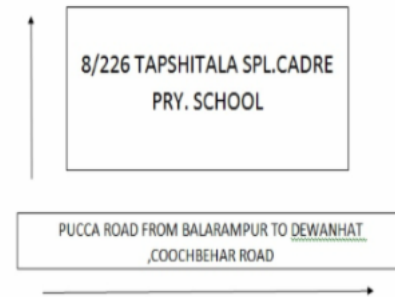 8/226 TAPSHITALA SPL.CADRE
PRY. SCHOOL
PUCCA ROAD FROM BALARAMPUR TO DEWANHAT
,COOCHBEHAR ROAD